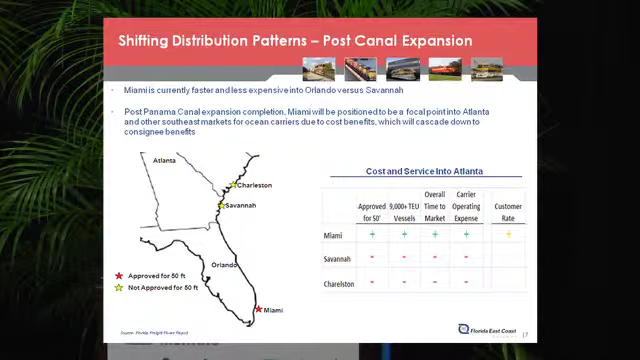 Shifting Distribution Patterns – Post Canal Expansion
Miami is currently faster and less expensive into Orlando versus Savannah
Post Panama Canal expansion completion, Miami will be positioned to be a focal point into Atlanta
and other southeast markets for ocean carriers due to cost benefits, which will cascade down to
consignee benefits
Atlanta
Charleston
Savannah
Orlando
Miami
Approved for 50 ft
Not Approved for 50 ft
Cost and Service Into Atlanta
Approved for 50' 9,000+ TEU Vessels Overall Time to Market Carrier Operating Expense Customer Rate
Miami + + + + +
Savannah - - - -
Charelston - - - -
Source: Florida Freight Flows Report
Florida East Coast
17